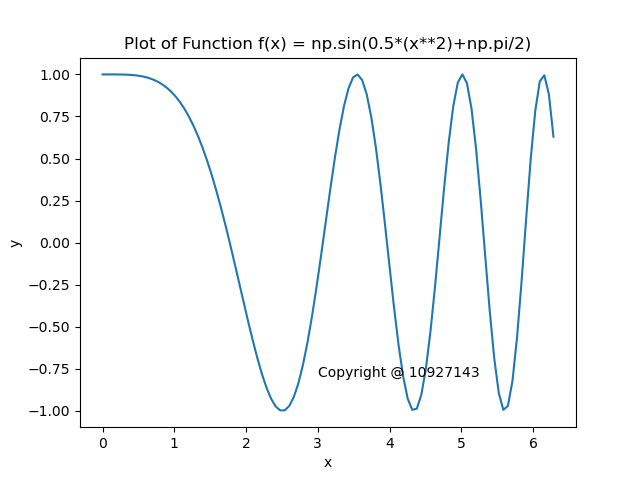 Plot of Function f(x) = np.sin(0.5*(x**2)+np.pi/2)
1.00
0.75
0.50
0.25
0.00
−0.25
−0.50
−0.75
−1.00
y
Copyright @ 10927143
0 1 2 3 4 5 6
x